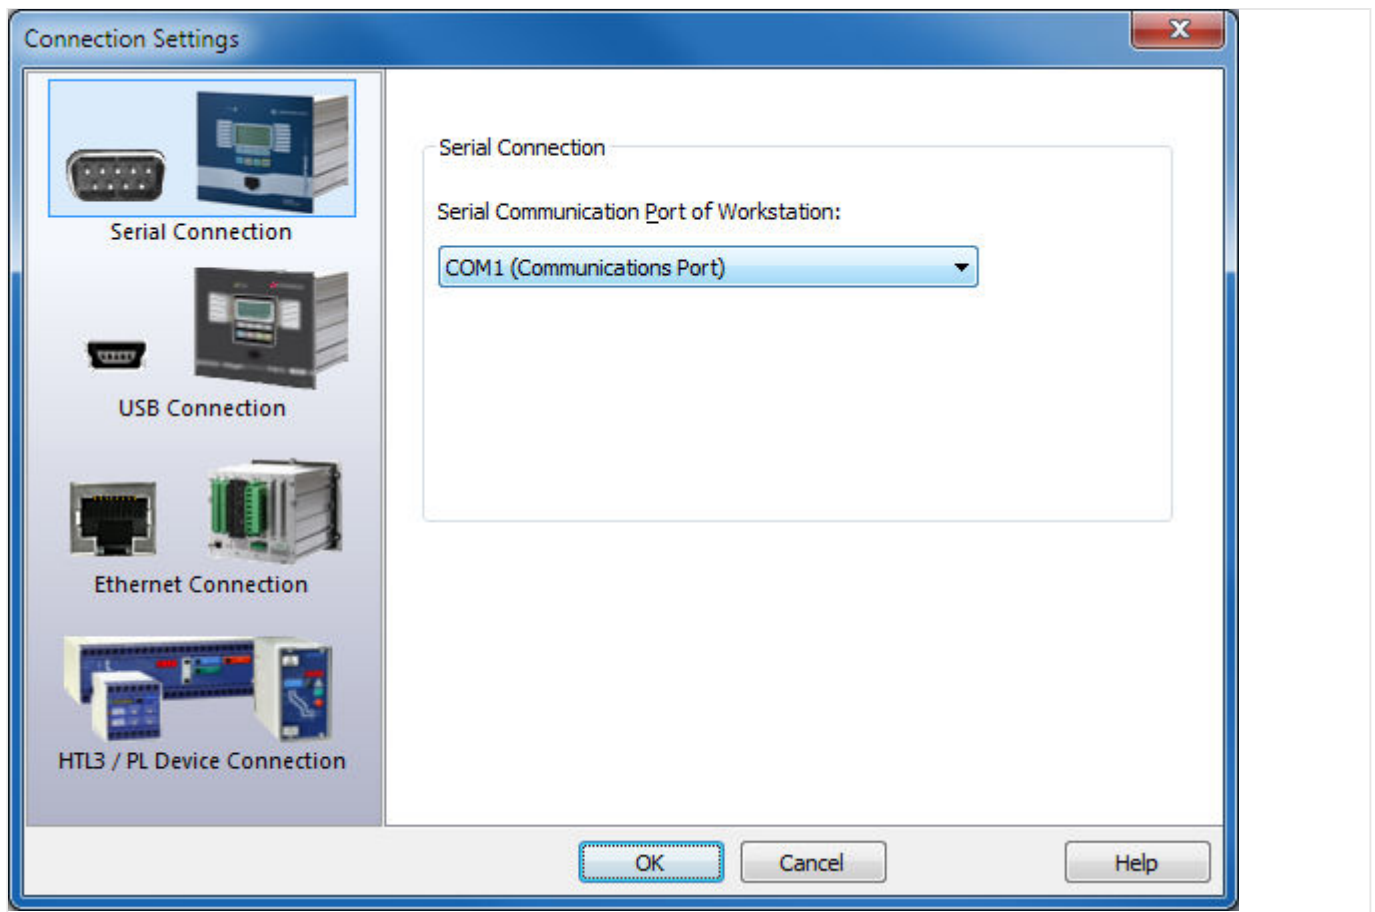 Connection Settings
Serial Connection
USB Connection
Ethernet Connection
HTL3 / PL Device Connection
Serial Connection
Serial Communication Port of Workstation:
COM1 (Communications Port)
OK
Cancel
Help